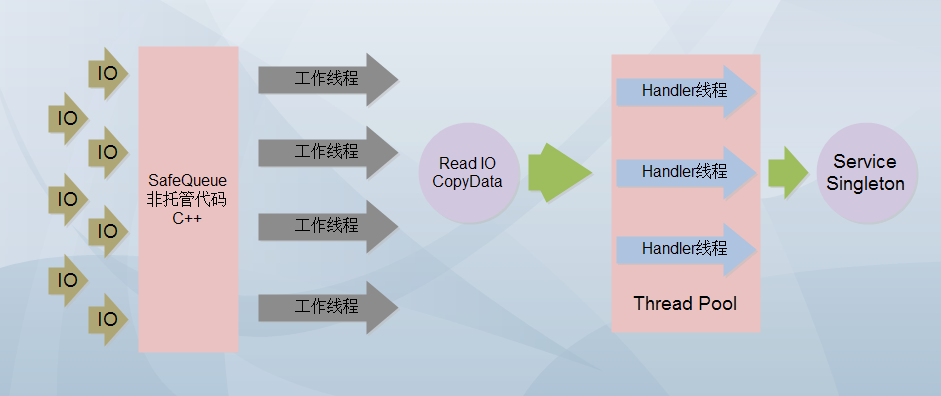 IO
IO
IO
IO
IO
IO
IO
SafeQueue
非托管代码
C++
工作线程
工作线程
工作线程
工作线程
Read IO
CopyData
Handler线程
Handler线程
Handler线程
Thread Pool
Service
Singleton